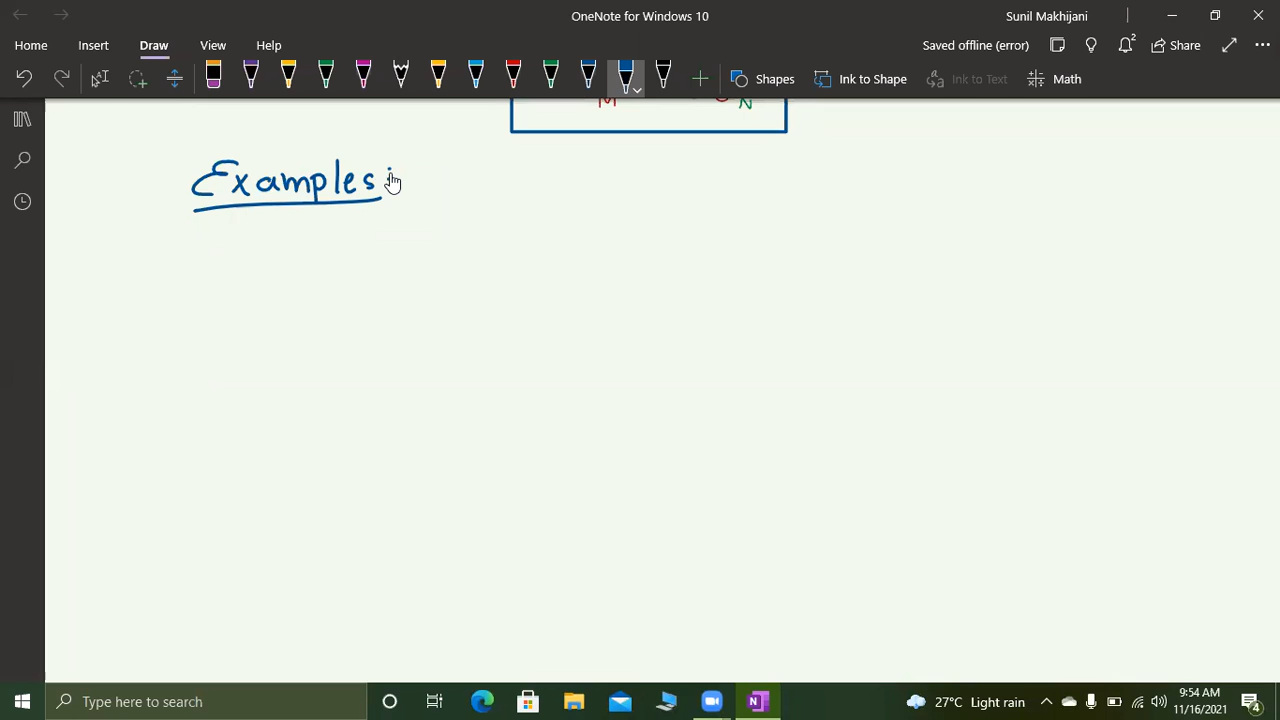 OneNote for Windows 10
Sunil Makhijani
Home Insert Draw View Help
Saved offline (error)
Share
Shapes
Ink to Shape
Ink to Text
Math
M N
Examples:
Type here to search
27°C Light rain
9:54 AM
11/16/2021
4